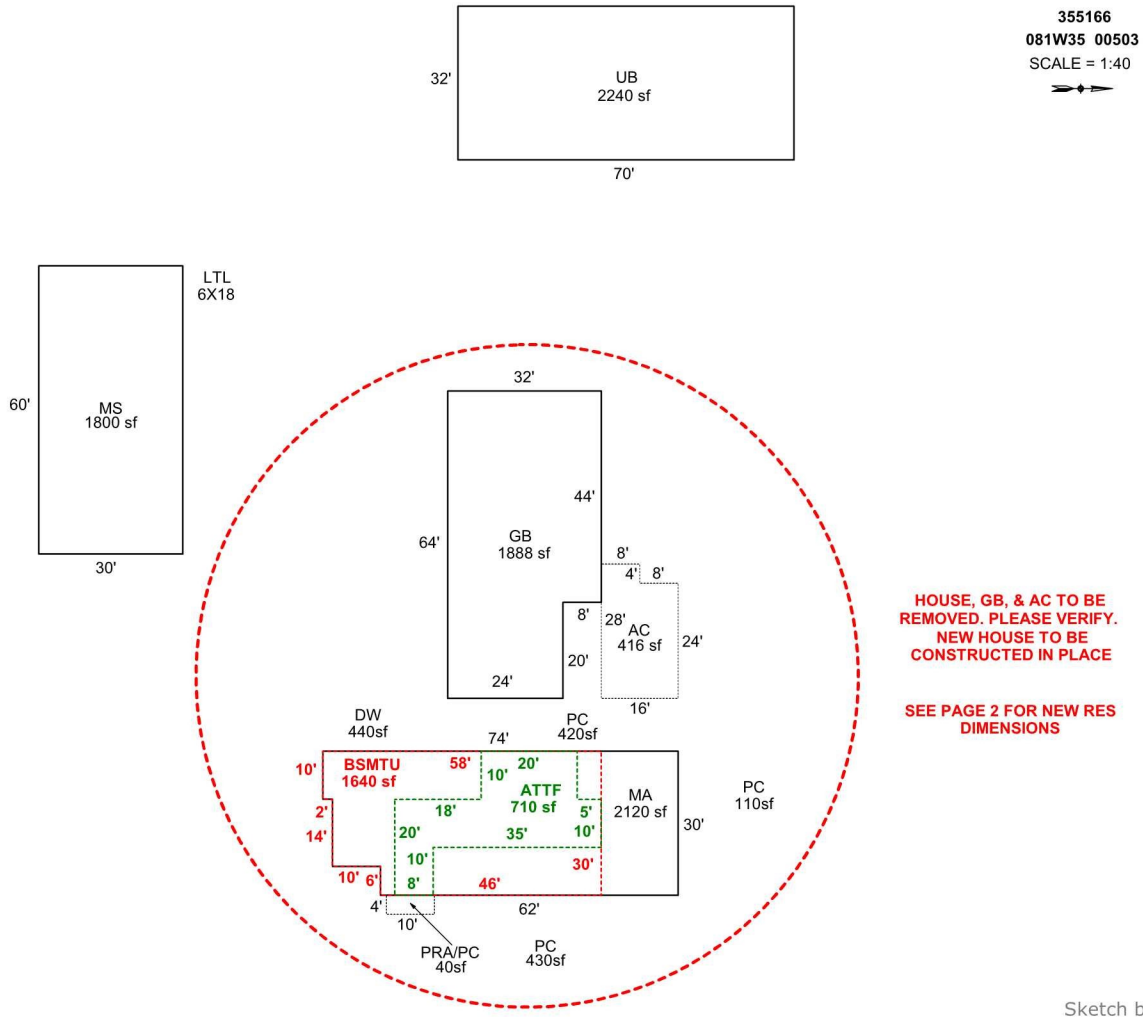 355166
081W35 00503
SCALE = 1:40
32'
UB
2240 sf
70'
LTL
6X18
60'
MS
1800 sf
30'
32'
44'
64'
GB
1888 sf
8'
4'
8'
8'
28'
AC
416 sf
24'
20'
24'
16'
HOUSE, GB, & AC TO BE
REMOVED. PLEASE VERIFY.
NEW HOUSE TO BE
CONSTRUCTED IN PLACE
SEE PAGE 2 FOR NEW RES
DIMENSIONS
DW
440sf
PC
420sf
74'
10'
BSMTU
1640 sf
58'
20'
10'
ATTF
710 sf
MA
2120 sf
PC
110sf
2'
18'
5'
14'
20'
35'
10'
30'
10'
30'
10'
6'
8'
46'
4'
62'
10'
PRA/PC
40sf
PC
430sf
Sketch b